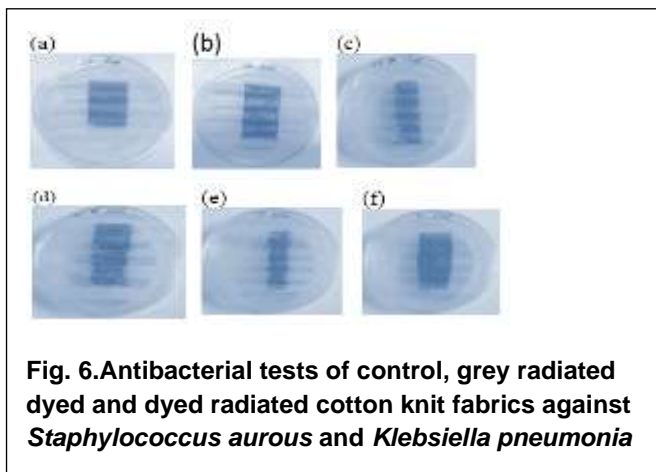 (a) (b) (c)
(d) (e) (f)
Fig. 6.Antibacterial tests of control, grey radiated
dyed and dyed radiated cotton knit fabrics against
Staphylococcus aurous and Klebsiella pneumonia